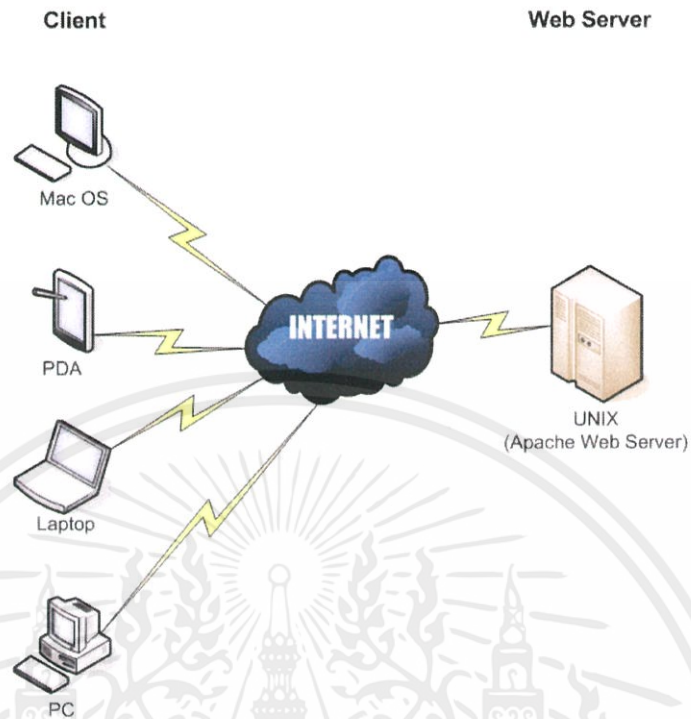 Client
Web Server
Mac OS
PDA
INTERNET
UNIX
(Apache Web Server)
Laptop
PC